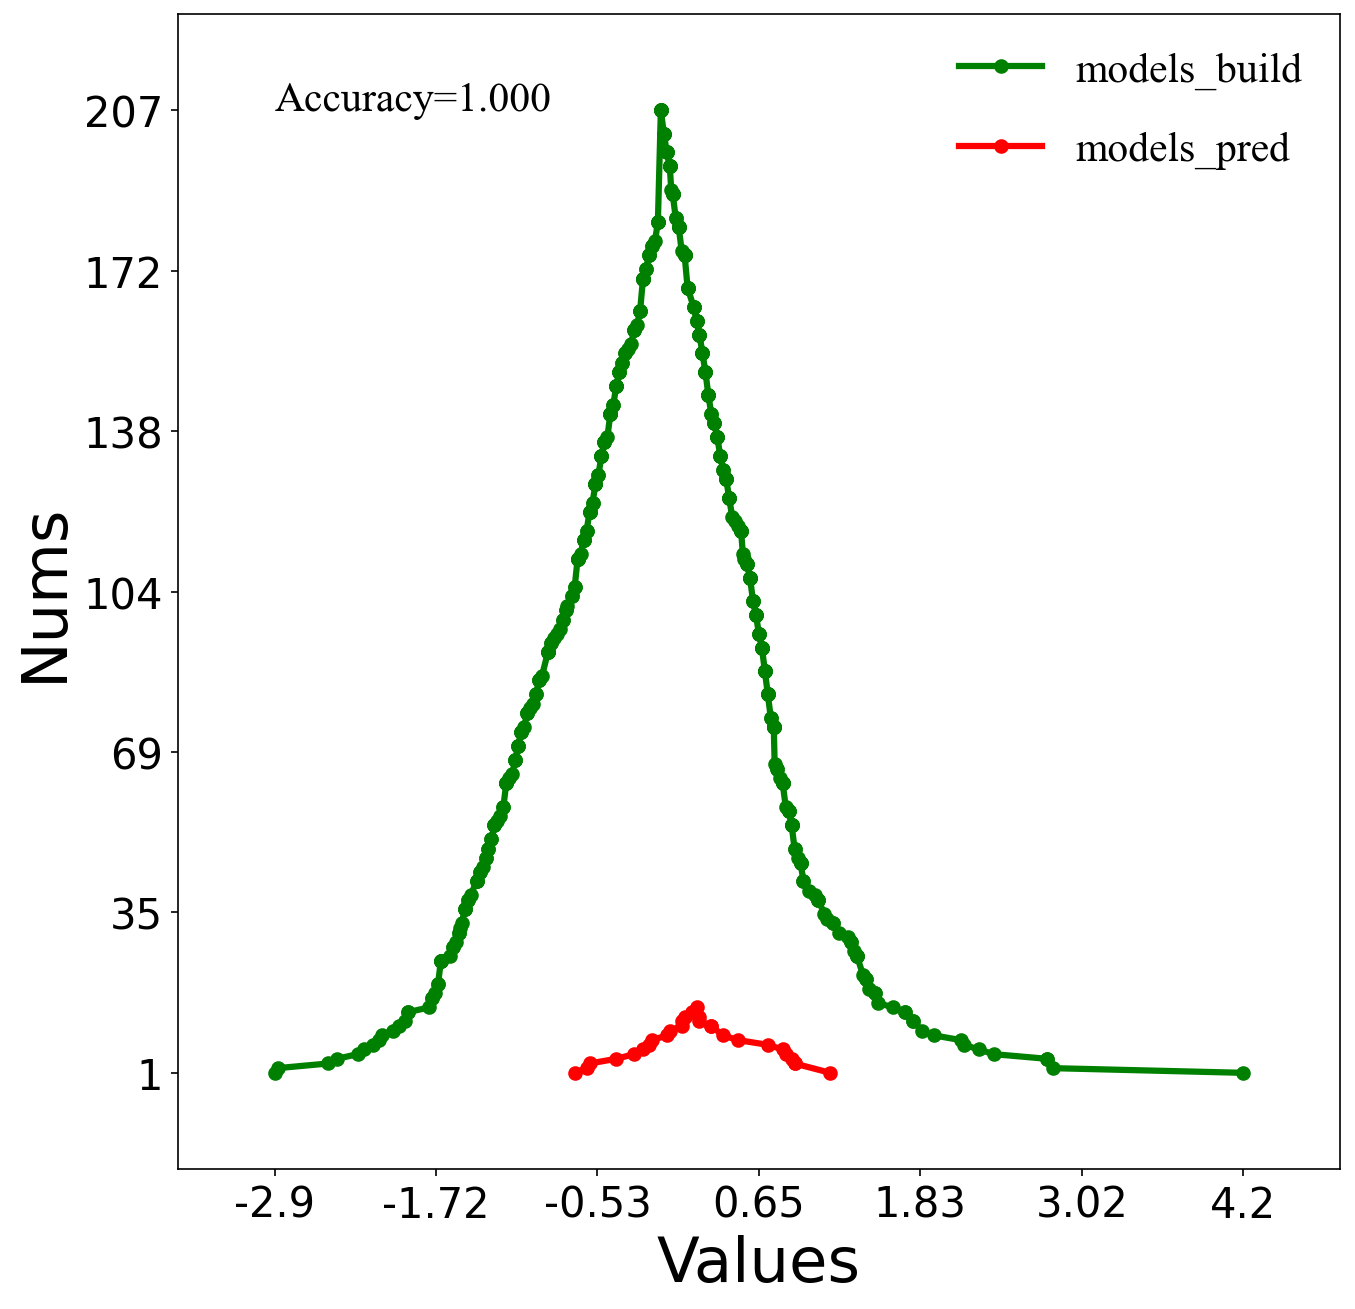 Accuracy=1.000
models_build
models_pred
207
172
138
104
69
35
1
Nums
-2.9 -1.72 -0.53 0.65 1.83 3.02 4.2
Values